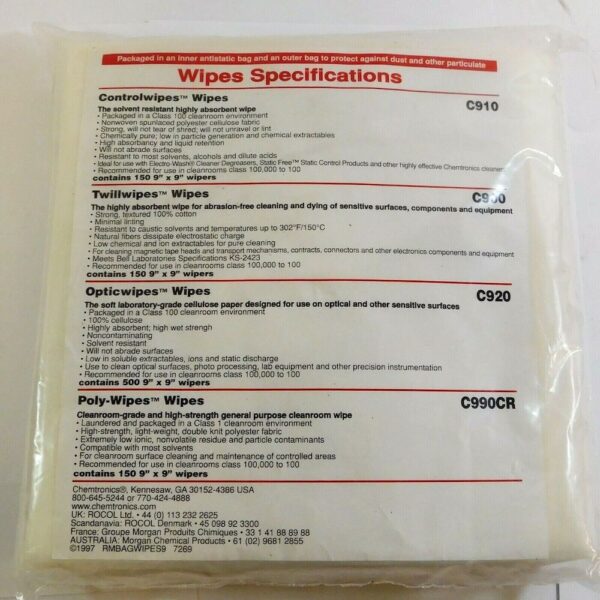 Packaged in an inner antistatic bag and an outer bag to protect against dust and other particulate
Wipes Specifications
Controlwipes™ Wipes C910
The solvent resistant highly absorbent wipe
• Packaged in a Class 100 cleanroom environment
• Nonwoven spunlaced polyester cellulose fabric
• Strong, will not tear of shred; will not unravel or lint
• Chemically pure; low in particle generation and chemical extractables
• High absorbancy and liquid retention
• Will not abrade surfaces
• Resistant to most solvents, alcohols and dilute acids
• Ideal for use with Electro-Wash® Cleaner Degreasers, Static Free™ Static Control Products and other highly effective Chemtronics cleaners
• Recommended for use in cleanrooms class 100,000 to 100
contains 150 9" x 9" wipers
Twillwipes™ Wipes
The highly absorbent wipe for abrasion-free cleaning and dying of sensitive surfaces, components and equipment
• Strong, textured 100% cotton
• Minimal linting
• Resistant to caustic solvents and temperatures up to 302°F/150°C
• Natural fibers dissipate electrostatic charge
• Low chemical and ion extractables for pure cleaning
• For cleaning magnetic tape heads and transport mechanisms, contracts, connectors and other electronics components and equipment
• Meets Bell Laboratories Specifications KS-2423
• Recommended for use in cleanrooms class 100,000 to 100
contains 150 9" x 9" wipers
Opticwipes™ Wipes C920
The soft laboratory-grade cellulose paper designed for use on optical and other sensitive surfaces
• Packaged in a Class 100 cleanroom environment
• 100% cellulose
• Highly absorbent; high wet strengh
• Noncontaminating
• Solvent resistant
• Will not abrade surfaces
• Low in soluble extractables, ions and static discharge
• Use to clean optical surfaces, photo processing, lab equipment and other precision instrumentation
• Recommended for use in cleanrooms class 100,000 to 100
contains 500 9" x 9" wipers
Poly-Wipes™ Wipes C990CR
Cleanroom-grade and high-strength general purpose cleanroom wipe
• Laundered and packaged in a Class 1 cleanroom environment
• High-strength, light-weight, double knit polyester fabric
• Extremely low ionic, nonvolatile residue and particle contaminants
• Compatible with most solvents
• For cleanroom surface cleaning and maintenance of controlled areas
• Recommended for use in cleanrooms class 100,000 to 100
contains 150 9" x 9" wipers
Chemtronics®, Kennesaw, GA 30152-4386 USA
800-645-5244 or 770-424-4888
www.chemtronics.com
UK: ROCOL Ltd. • 44 (0) 113 232 2625
Scandanavia: ROCOL Denmark • 45 098 92 3300
France: Groupe Morgan Produits Chimiques • 33 1 41 88 89 88
AUSTRALIA: Morgan Chemical Products • 61 (02) 9681 2855
©1997 RMBAGWIPES9 7269